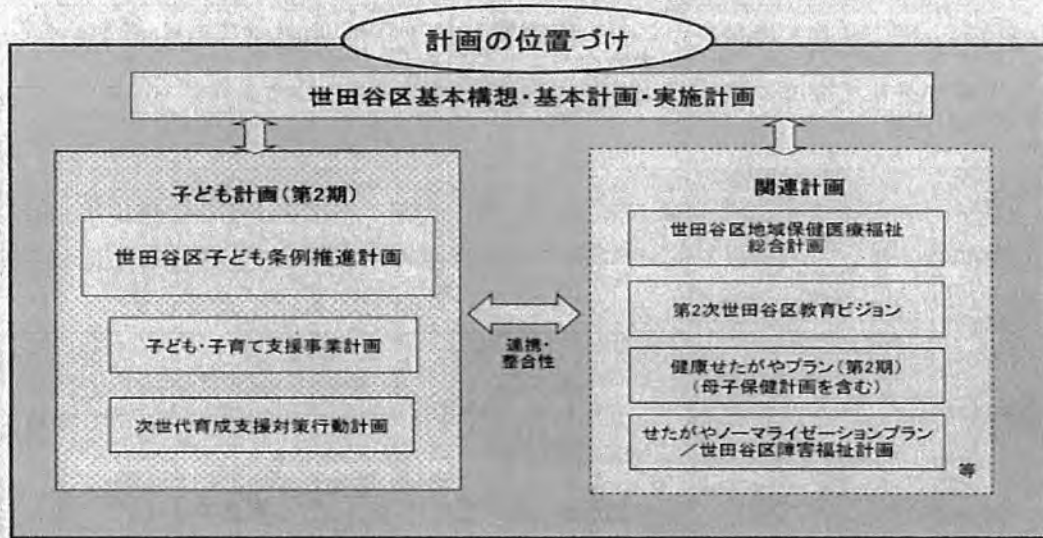 計画の位置づけ
世田谷区基本構想・基本計画・実施計画
子ども計画(第2期)
世田谷区子ども条例推進計画
子ども・子育て支援事業計画
次世代育成支援対策行動計画
連携・
整合性
関連計画
世田谷区地域保健医療福祉
総合計画
第2次世田谷区教育ビジョン
健康せたがやプラン(第2期)
(母子保健計画を含む)
せたがやノーマライゼーションプラン
/世田谷区障害福祉計画
等